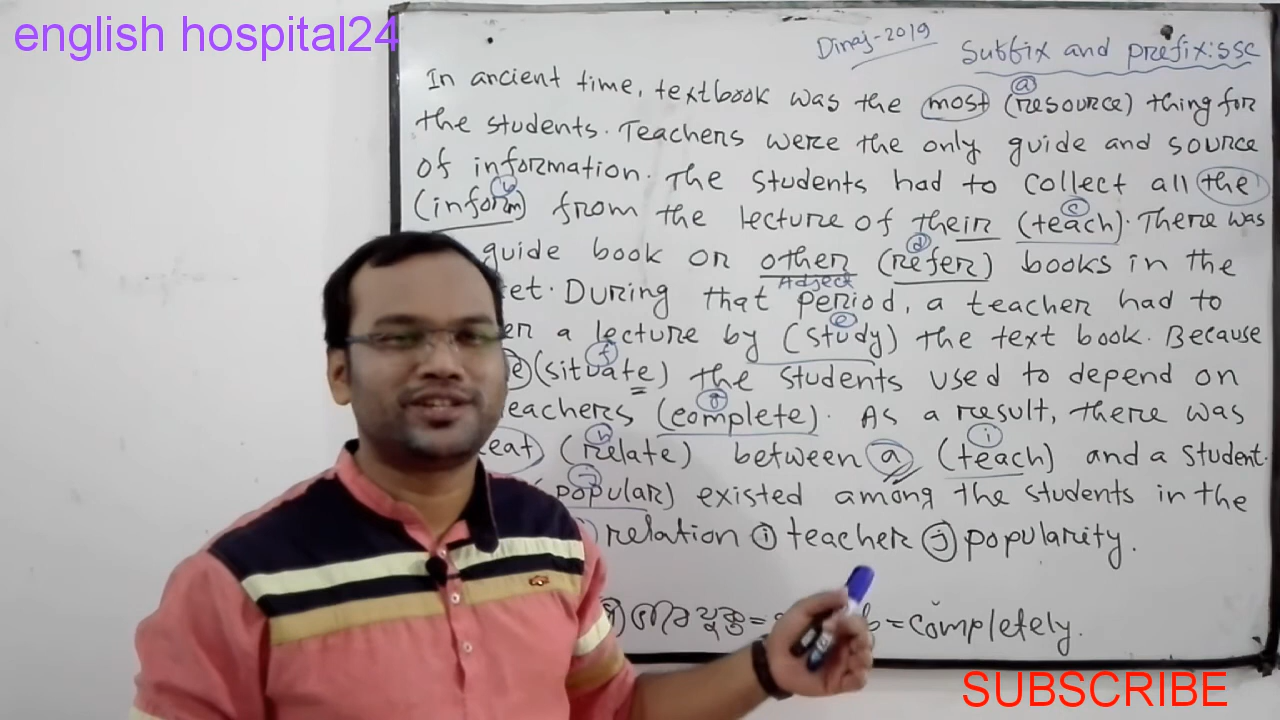 english hospital24
Dinaj-2019
Suffix and prefix:SSC
In ancient time, textbook was the most (resource) thing for
a
the students. Teachers were the only guide and source
of information. The students had to collect all the
b
(inform) from the lecture of their (teach). There was
c
guide book or other (refer) books in the
d
Adject
et. During that period, a teacher had to
er a lecture by (study) the text book. Because
e
(situate) the students used to depend on
f
eachers (complete). As a result, there was
g
eat (relate) between a (teach) and a student.
h i
(popular) existed among the students in the
j
relation i teacher j popularity.
= completely.
SUBSCRIBE